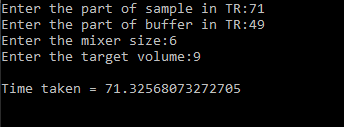 Enter the part of sample in TR:71
Enter the part of buffer in TR:49
Enter the mixer size:6
Enter the target volume:9
Time taken = 71.32568073272705